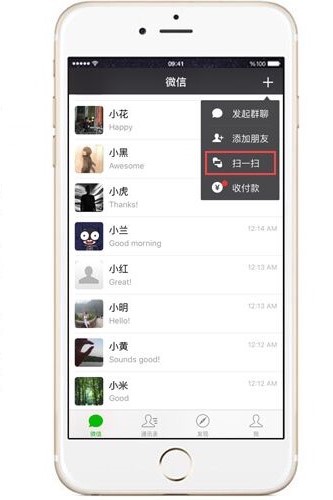 09:41
%100
微信
+
小花
Happy
发起群聊
小黑
Awesome
添加朋友
扫一扫
小虎
Thanks!
收付款
小兰
12:14 AM
Good morning
小红
12:13 AM
Great!
小明
12:13 AM
Hello!
小黄
12:12 AM
Sounds good!
小米
12:12 AM
Good
微信
通讯录
发现
我